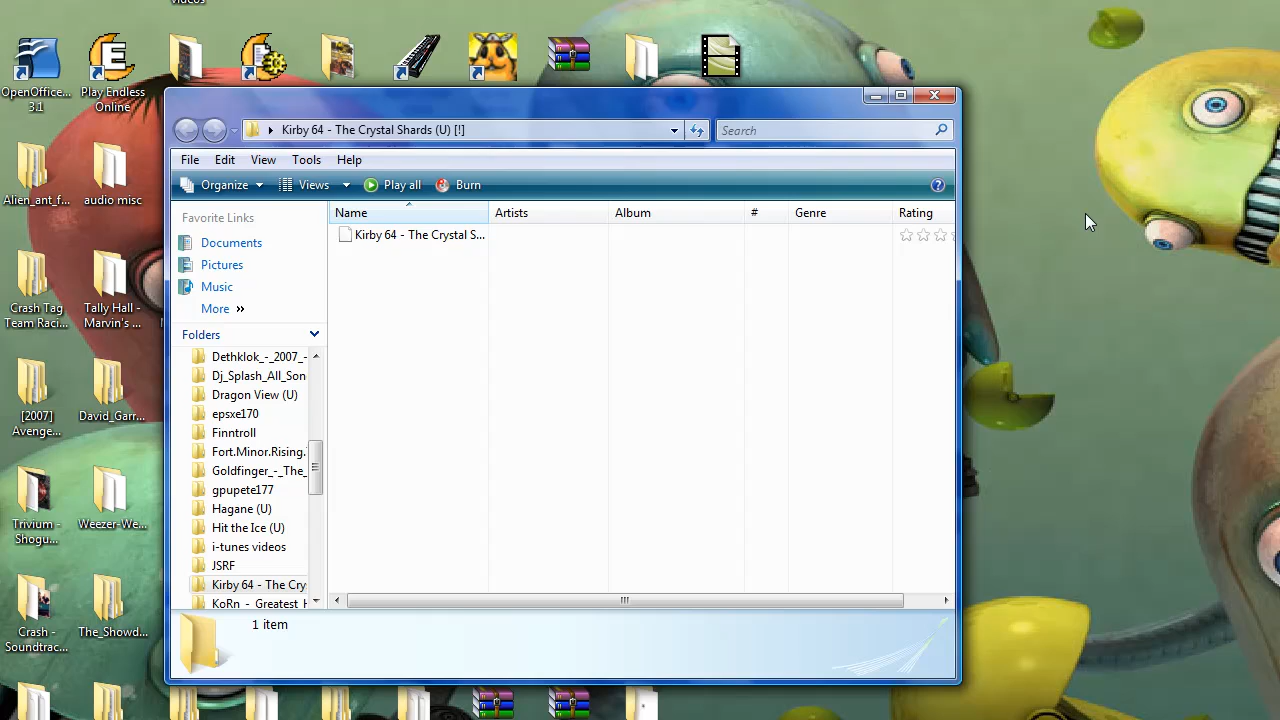 videos
OpenOffice... 3.1
Play Endless Online
Kirby 64 - The Crystal Shards (U) [!]
Search
File Edit View Tools Help
Organize Views Play all Burn
Favorite Links
Documents
Pictures
Music
More »
Folders
Dethklok_-_2007_-
Dj_Splash_All_Son
Dragon View (U)
epsxe170
Finntroll
Fort.Minor.Rising.
Goldfinger_-_The_
gpupete177
Hagane (U)
Hit the Ice (U)
i-tunes videos
JSRF
Kirby 64 - The Cry
KoRn - Greatest H
Name Artists Album # Genre Rating
Kirby 64 - The Crystal S...
1 item
Alien_ant_f...
audio misc
Crash Tag
Team Raci...
Tally Hall -
Marvin's ...
[2007]
Avenge...
David_Garr...
Trivium -
Shogu...
Weezer-We...
Crash -
Soundtrac...
The_Showd...